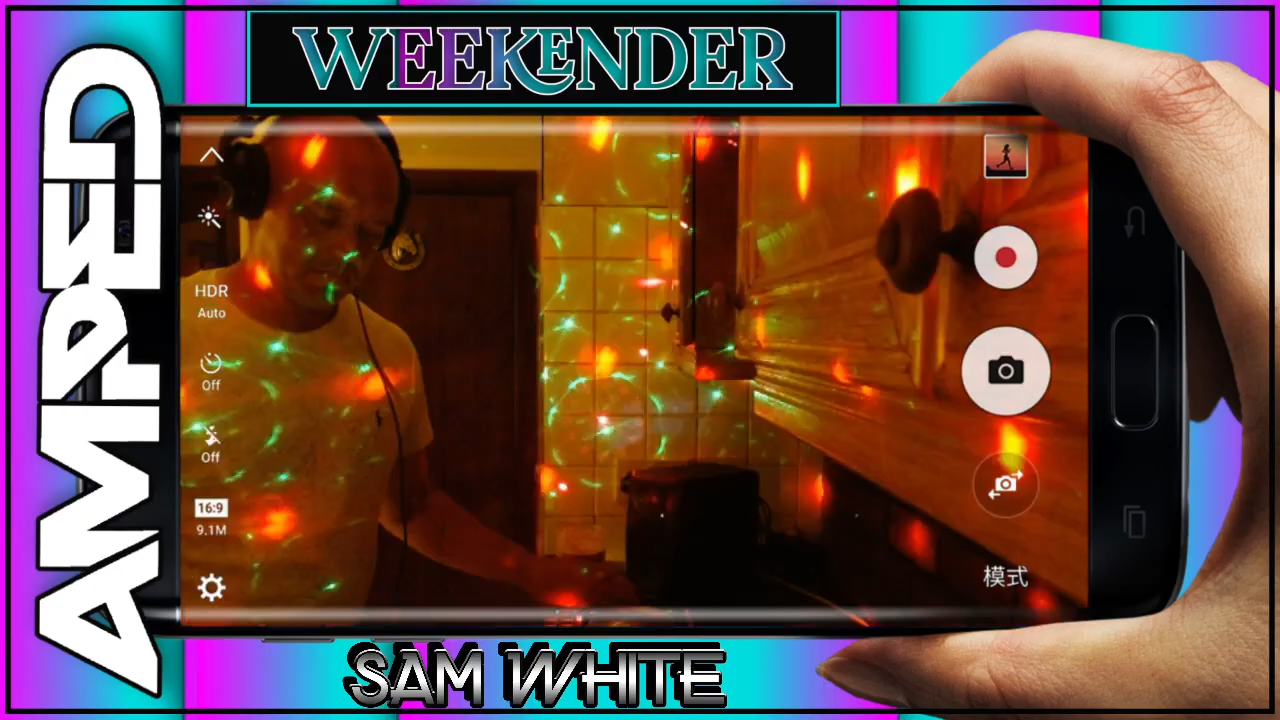 WEEKENDER
AMPED
HDR
Auto
Off
Off
16:9
9.1M
模式
SAM WHITE